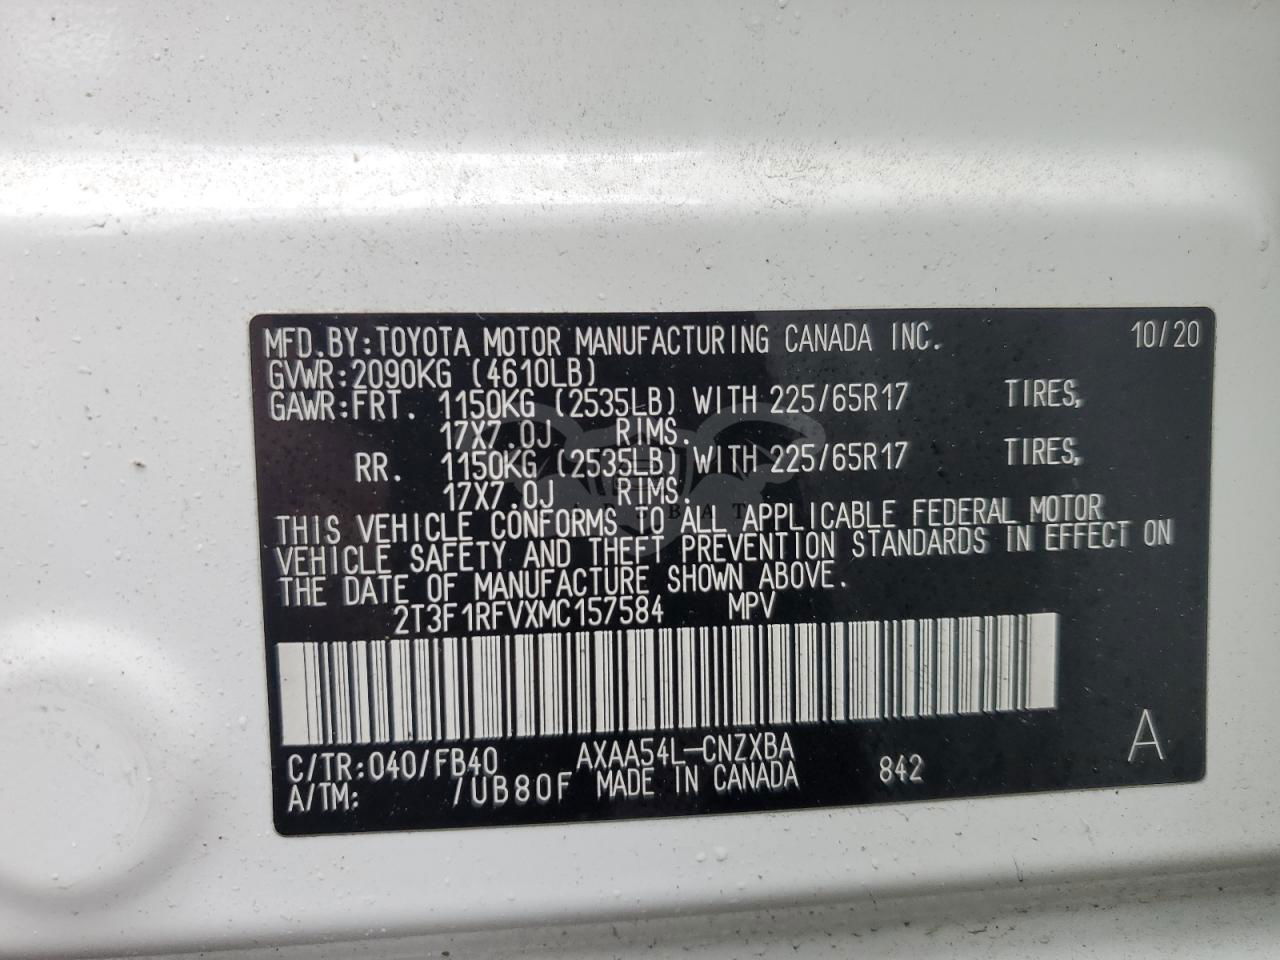 MFD.BY:TOYOTA MOTOR MANUFACTURING CANADA INC. 10/20
GVWR:2090KG (4610LB)
GAWR:FRT. 1150KG (2535LB) WITH 225/65R17 TIRES,
17X7.0J RIMS.
RR. 1150KG (2535LB) WITH 225/65R17 TIRES,
17X7.0J RIMS.
THIS VEHICLE CONFORMS TO ALL APPLICABLE FEDERAL MOTOR
VEHICLE SAFETY AND THEFT PREVENTION STANDARDS IN EFFECT ON
THE DATE OF MANUFACTURE SHOWN ABOVE.
2T3F1RFVXMC157584 MPV
A
C/TR:040/FB40 AXAA54L-CNZXBA
A/TM: /UB80F MADE IN CANADA 842